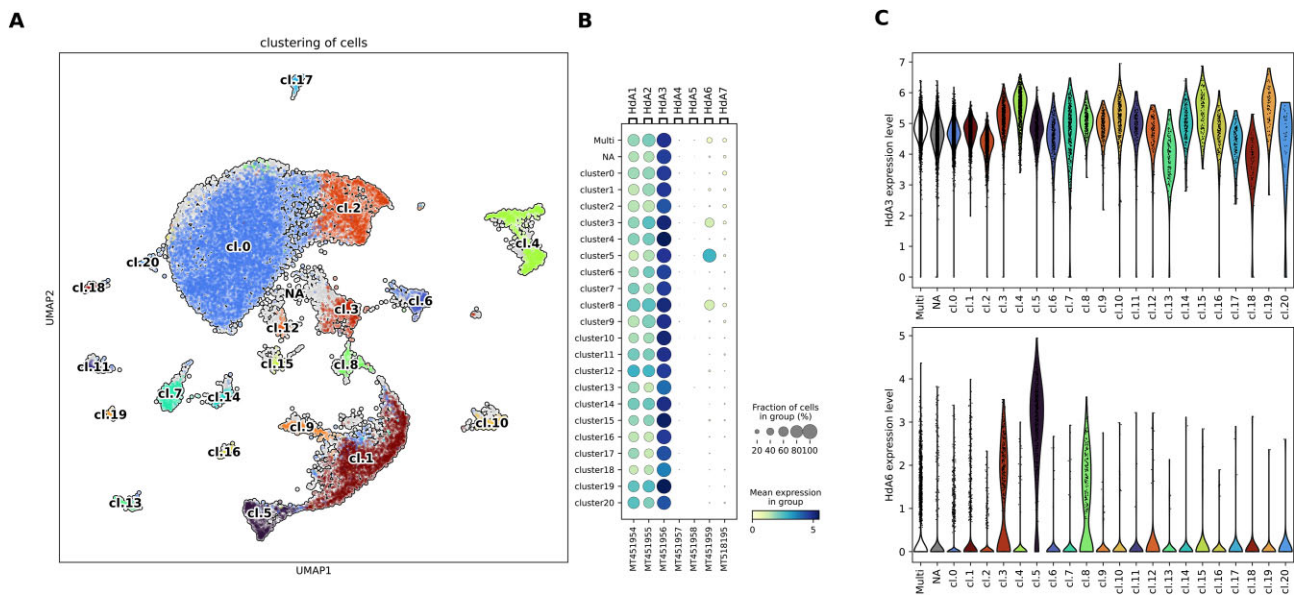 A
clustering of cells
cl.17
cl.2
cl.0
cl.4
cl.20
cl.18
NA
cl.6
cl.3
cl.12
cl.11
cl.15
cl.8
cl.7
cl.14
cl.19
cl.9
cl.10
cl.16
cl.1
cl.13
cl.5
UMAP2
UMAP1
B
HdA1
HdA2
HdA3
HdA4
HdA5
HdA6
HdA7
Multi
NA
cluster0
cluster1
cluster2
cluster3
cluster4
cluster5
cluster6
cluster7
cluster8
cluster9
cluster10
cluster11
cluster12
cluster13
cluster14
cluster15
cluster16
cluster17
cluster18
cluster19
cluster20
MT451954
MT451955
MT451956
MT451957
MT451958
MT451959
MT518195
Fraction of cells
in group (%)
20 40 60 80100
Mean expression
in group
0 5
C
HdA3 expression level
7
6
5
4
3
2
1
0
Multi
NA
cl.0
cl.1
cl.2
cl.3
cl.4
cl.5
cl.6
cl.7
cl.8
cl.9
cl.10
cl.11
cl.12
cl.13
cl.14
cl.15
cl.16
cl.17
cl.18
cl.19
cl.20
HdA6 expression level
5
4
3
2
1
0
Multi
NA
cl.0
cl.1
cl.2
cl.3
cl.4
cl.5
cl.6
cl.7
cl.8
cl.9
cl.10
cl.11
cl.12
cl.13
cl.14
cl.15
cl.16
cl.17
cl.18
cl.19
cl.20